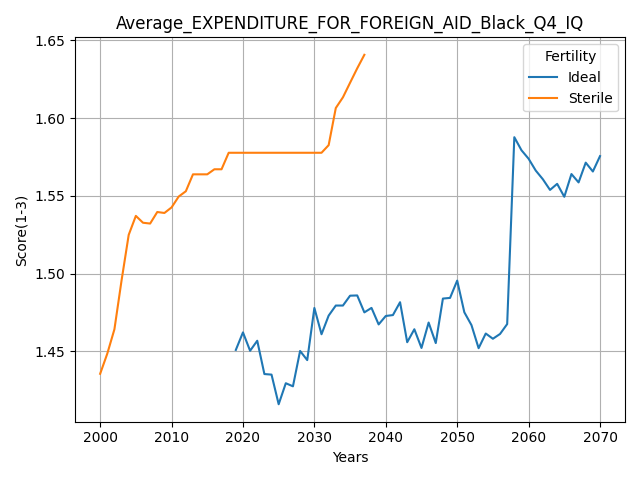 Average_EXPENDITURE_FOR_FOREIGN_AID_Black_Q4_IQ
Fertility
Ideal
Sterile
Score(1-3)
1.65
1.60
1.55
1.50
1.45
2000 2010 2020 2030 2040 2050 2060 2070
Years